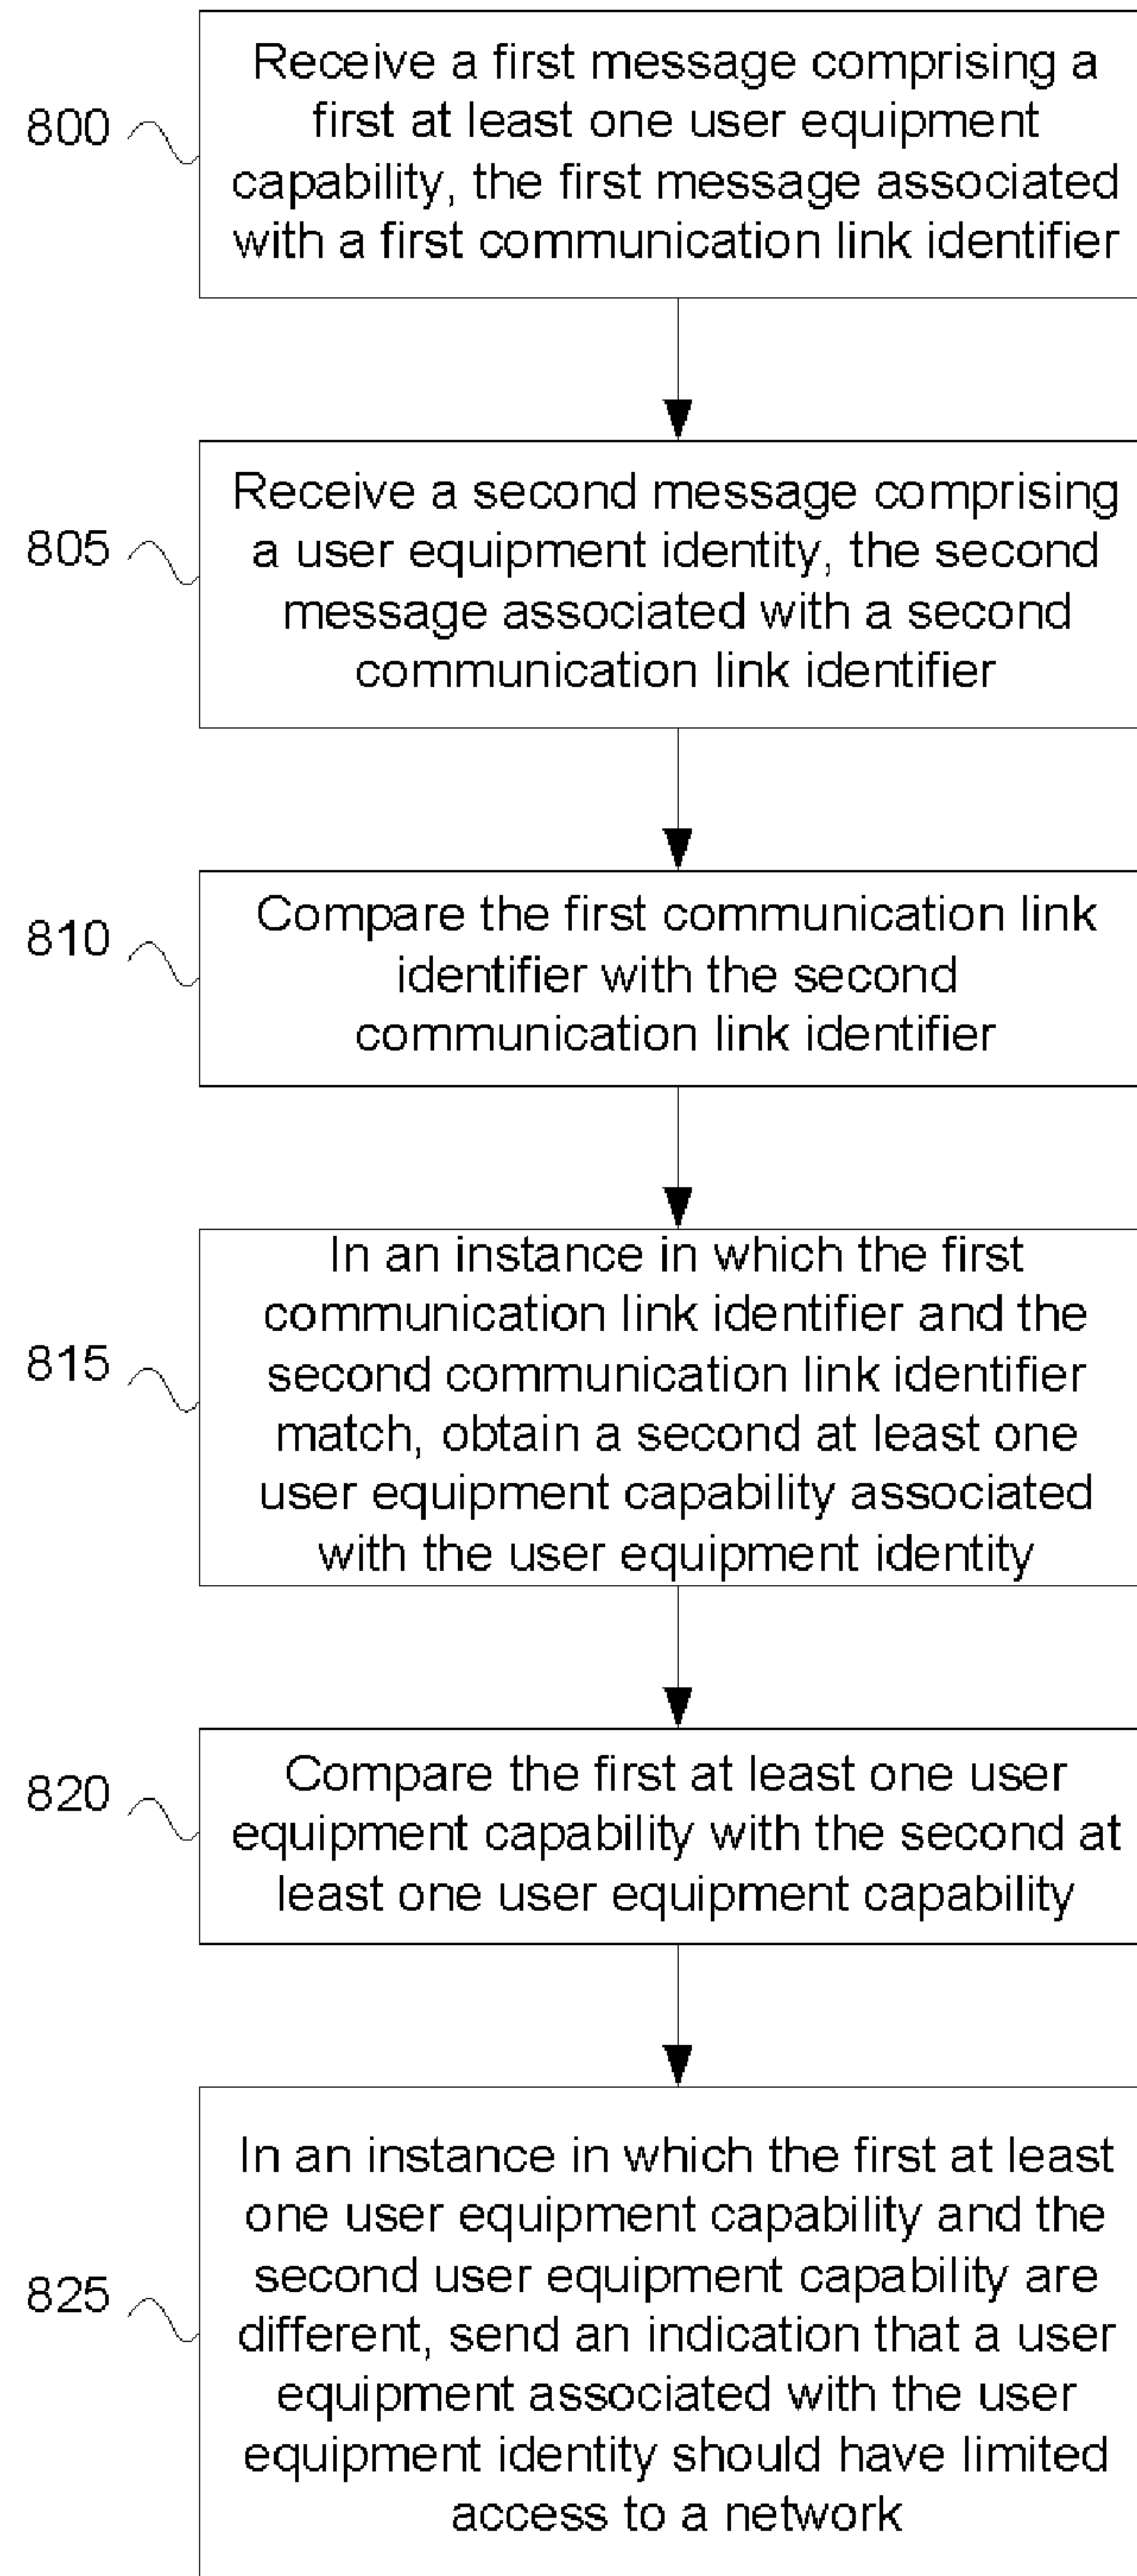 800
Receive a first message comprising a
first at least one user equipment
capability, the first message associated
with a first communication link identifier
805
Receive a second message comprising
a user equipment identity, the second
message associated with a second
communication link identifier
810
Compare the first communication link
identifier with the second
communication link identifier
815
In an instance in which the first
communication link identifier and the
second communication link identifier
match, obtain a second at least one
user equipment capability associated
with the user equipment identity
820
Compare the first at least one user
equipment capability with the second at
least one user equipment capability
825
In an instance in which the first at least
one user equipment capability and the
second user equipment capability are
different, send an indication that a user
equipment associated with the user
equipment identity should have limited
access to a network